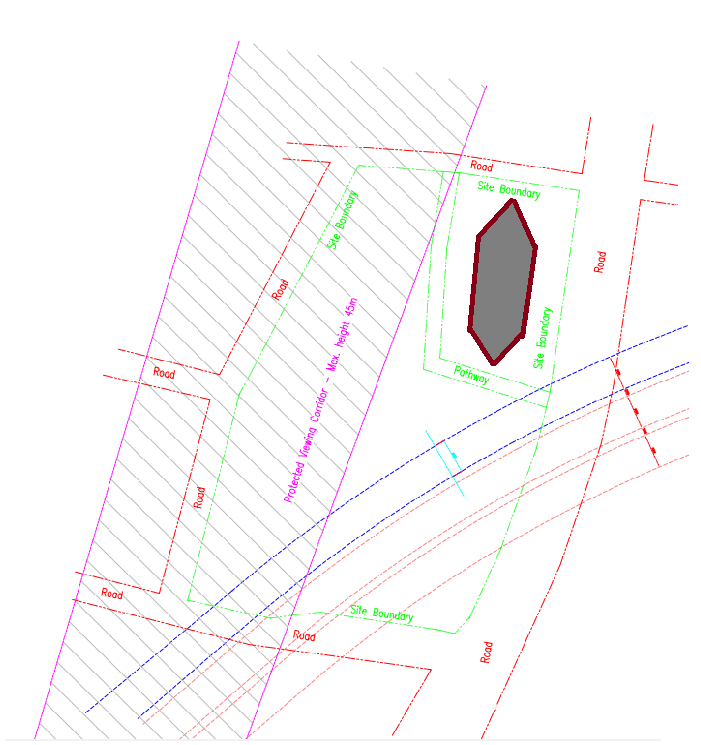 Road
Site Boundary
Site Boundary
Road
Road
Protected Viewing Corridor - Max. height 45m
Site Boundary
Road
Pathway
Road
Road
Site Boundary
Road
Road